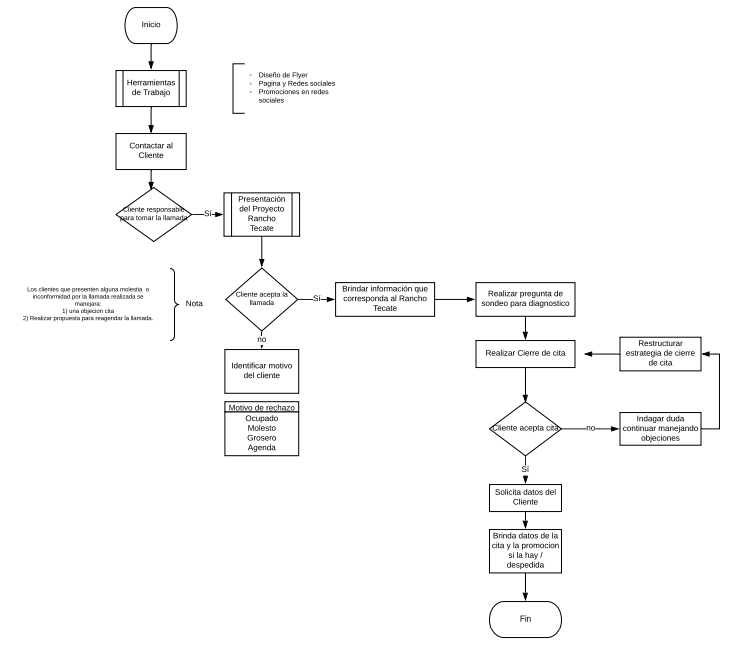 Inicio
Herramientas
de Trabajo
◦ Diseño de Flyer
◦ Pagina y Redes sociales
◦ Promociones en redes
sociales
Contactar al
Cliente
Cliente responsable
para tomar la llamada
Sí
Presentación
del Proyecto
Rancho
Tecate
Los clientes que presenten alguna molestia o
inconformidad por la llamada realizada se
manejara:
1) una objecion cita
2) Realizar propuesta para reagendar la llamada.
Nota
Cliente acepta la
llamada
Sí
Brindar información que
corresponda al Rancho
Tecate
Realizar pregunta de
sondeo para diagnostico
no
Identificar motivo
del cliente
Motivo de rechazo
Ocupado
Molesto
Grosero
Agenda
Realizar Cierre de cita
Restructurar
estrategia de cierre
de cita
Cliente acepta cita
no
Indagar duda
continuar manejando
objeciones
Sí
Solicita datos del
Cliente
Brinda datos de la
cita y la promocion
si la hay /
despedida
Fin